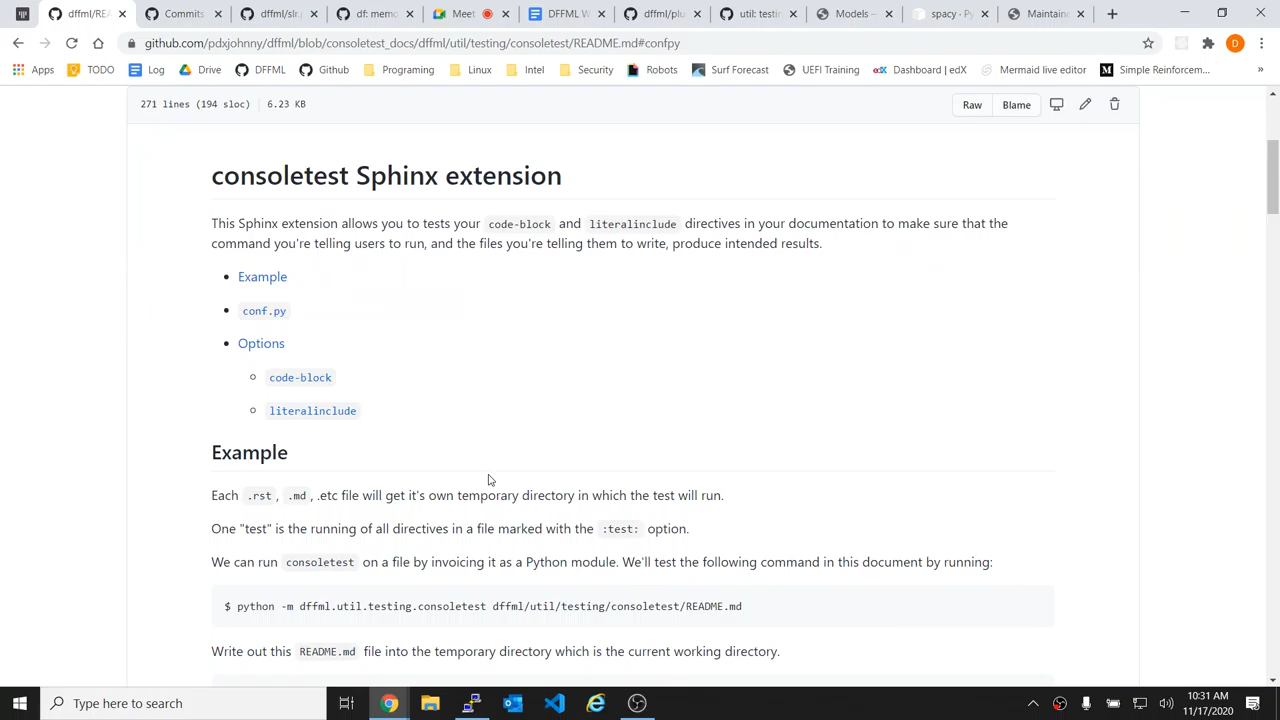 dffml/REA
Commits
dffml/slr.p
df: memo
Meet
DFFML W
dffml/plu
util: testin
Models –
spacy · Py
Maintaine
github.com/pdxjohnny/dffml/blob/consoletest_docs/dffml/util/testing/consoletest/README.md#confpy
D
Apps TODO Log Drive DFFML Github Programing Linux Intel Security Robots Surf Forecast UEFI Training Dashboard | edX Mermaid live editor Simple Reinforcem... »
271 lines (194 sloc) 6.23 KB
Raw Blame
consoletest Sphinx extension
This Sphinx extension allows you to tests your code-block and literalinclude directives in your documentation to make sure that the
command you're telling users to run, and the files you're telling them to write, produce intended results.
• Example
• conf.py
• Options
code-block
literalinclude
Example
Each .rst, .md, .etc file will get it's own temporary directory in which the test will run.
One "test" is the running of all directives in a file marked with the :test: option.
We can run consoletest on a file by invoicing it as a Python module. We'll test the following command in this document by running:
$ python -m dffml.util.testing.consoletest dffml/util/testing/consoletest/README.md
Write out this README.md file into the temporary directory which is the current working directory.
Type here to search
10:31 AM
11/17/2020